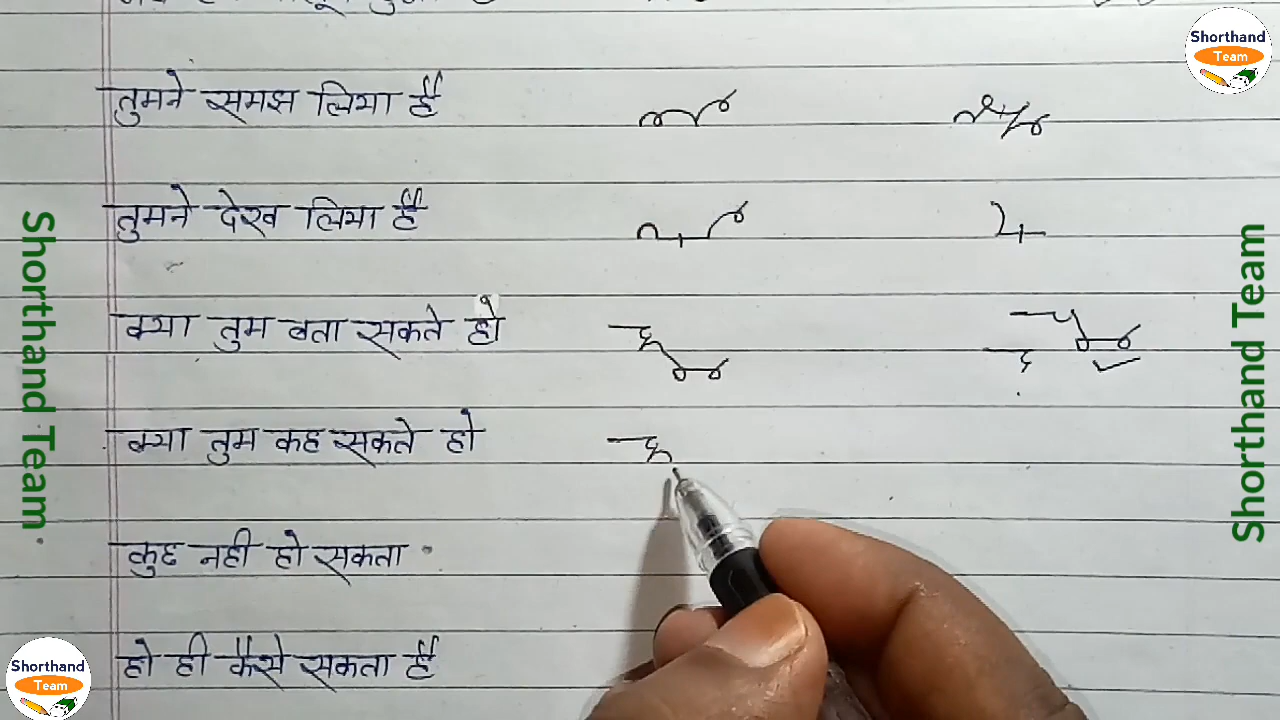 Shorthand
Team
तुमने समझ लिया है
तुमने देख लिया है
क्या तुम बता सकते हो
क्या तुम कह सकते हो
कुछ नही हो सकता
हो ही कैसे सकता है
Shorthand Team
Shorthand Team
Shorthand
Team